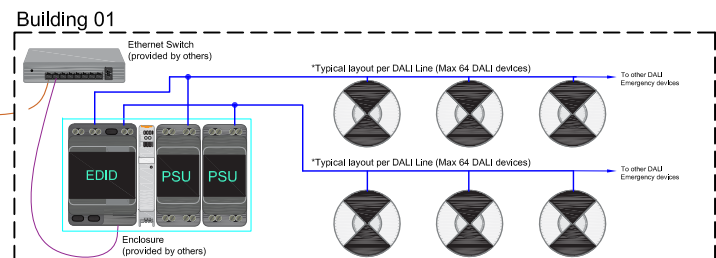 Building 01
Ethernet Switch
(provided by others)
*Typical layout per DALI Line (Max 64 DALI devices)
To other DALI
Emergency devices
EDID
PSU
PSU
*Typical layout per DALI Line (Max 64 DALI devices)
To other DALI
Emergency devices
Enclosure
(provided by others)